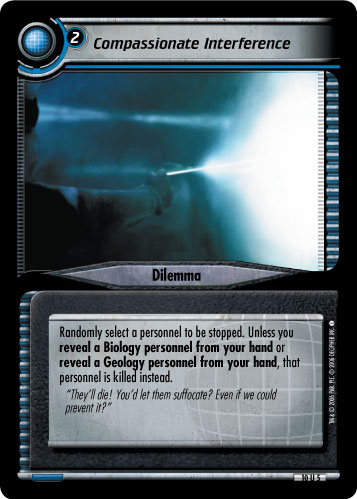 2
Compassionate Interference
Dilemma
Randomly select a personnel to be stopped. Unless you
reveal a Biology personnel from your hand or
reveal a Geology personnel from your hand, that
personnel is killed instead.
"They'll die! You'd let them suffocate? Even if we could
prevent it?"
10 U 5